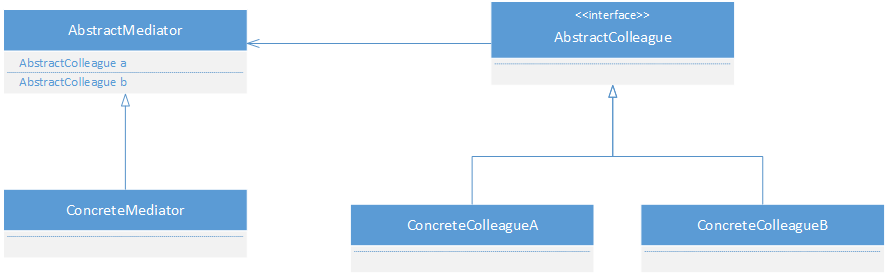 AbstractMediator
AbstractColleague a
AbstractColleague b
<<interface>>
AbstractColleague
ConcreteMediator
ConcreteColleagueA
ConcreteColleagueB